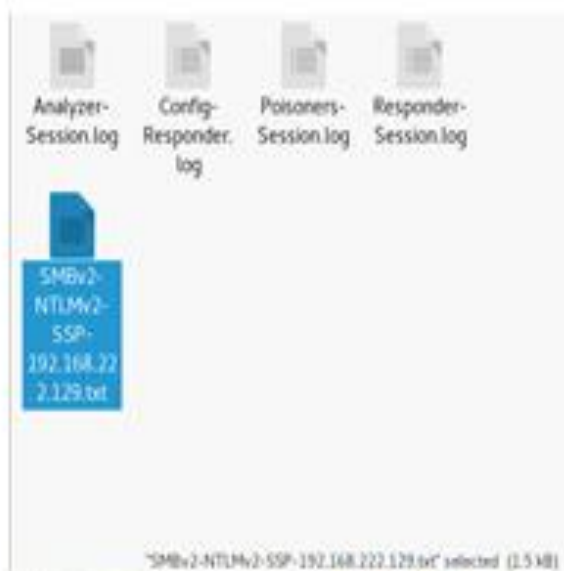 Analyzer-
Session.log
Config-
Responder.
log
Poisoners-
Session.log
Responder-
Session.log
SMBv2-
NTLMv2-
SSP-
192.168.22
2.129.txt
"SMBv2-NTLMv2-SSP-192.168.222.129.txt" selected (1.5 kB)